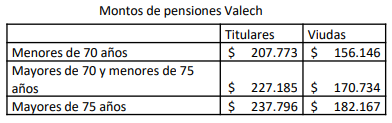 Montos de pensiones Valech
Titulares Viudas
Menores de 70 años $ 207.773 $ 156.146
Mayores de 70 y menores de 75
años $ 227.185 $ 170.734
Mayores de 75 años $ 237.796 $ 182.167